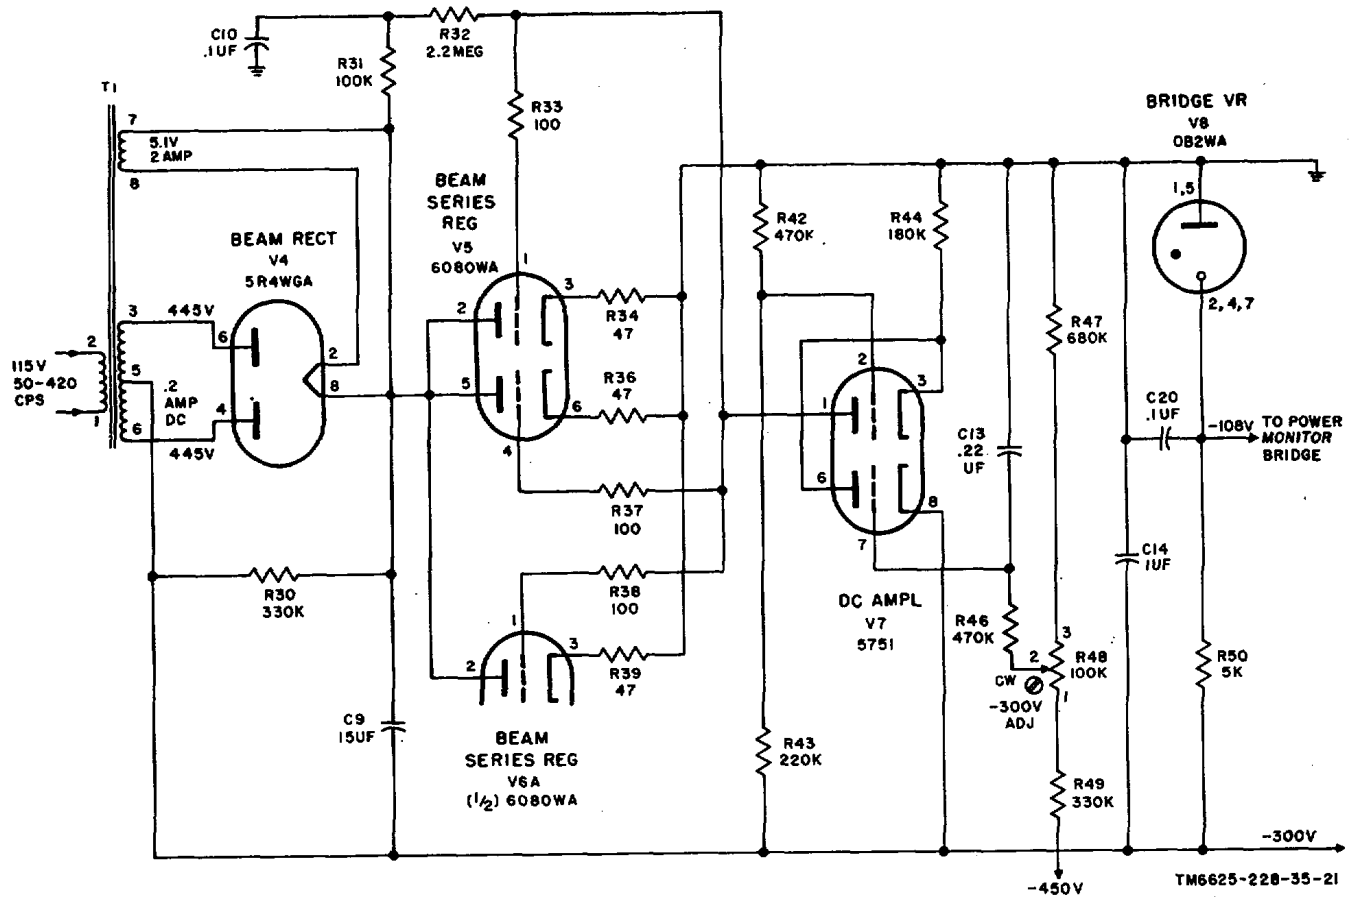 C10
.1UF
R31
100K
R32
2.2MEG
R33
100
T1
7
5.1V
2 AMP
8
BEAM RECT
V4
5R4WGA
BEAM
SERIES
REG
V5
6080WA
BRIDGE VR
V8
OB2WA
1,5
2,4,7
R42
470K
R44
180K
115V
50-420
CPS
2
1
3
445V
5
.2
AMP
DC
6
445V
6
4
2
8
1
2
5
3
6
4
R34
47
R36
47
R37
100
R38
100
R39
47
R30
330K
C9
15UF
1
2
3
BEAM
SERIES REG
V6A
(1/2) 6080WA
1
2
3
6
7
8
DC AMPL
V7
5751
C13
.22
UF
R47
680K
C20
.1UF
-108V
TO POWER
MONITOR
BRIDGE
C14
1UF
R46
470K
2
3
R48
100K
1
CW
-300V
ADJ
R50
5K
R43
220K
R49
330K
-300V
-450V
TM6625-228-35-21